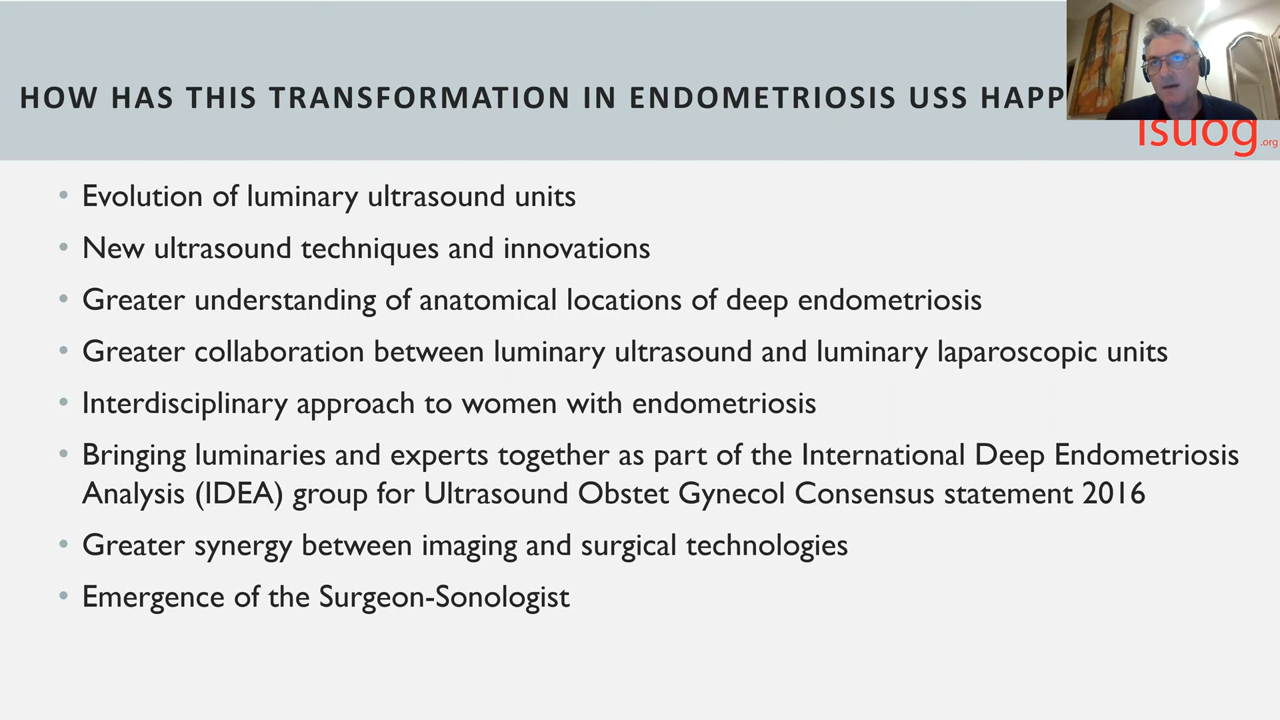 HOW HAS THIS TRANSFORMATION IN ENDOMETRIOSIS USS HAPP
isuog.org
• Evolution of luminary ultrasound units
• New ultrasound techniques and innovations
• Greater understanding of anatomical locations of deep endometriosis
• Greater collaboration between luminary ultrasound and luminary laparoscopic units
• Interdisciplinary approach to women with endometriosis
• Bringing luminaries and experts together as part of the International Deep Endometriosis
Analysis (IDEA) group for Ultrasound Obstet Gynecol Consensus statement 2016
• Greater synergy between imaging and surgical technologies
• Emergence of the Surgeon-Sonologist